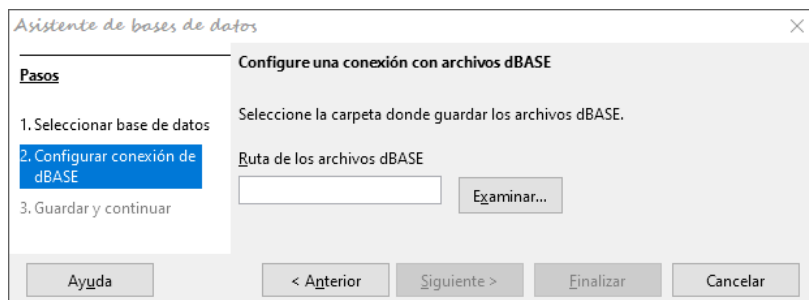 Asistente de bases de datos
Pasos
1. Seleccionar base de datos
2. Configurar conexión de
dBASE
3. Guardar y continuar
Configure una conexión con archivos dBASE
Seleccione la carpeta donde guardar los archivos dBASE.
Ruta de los archivos dBASE
Examinar...
Ayuda
< Anterior
Siguiente >
Finalizar
Cancelar